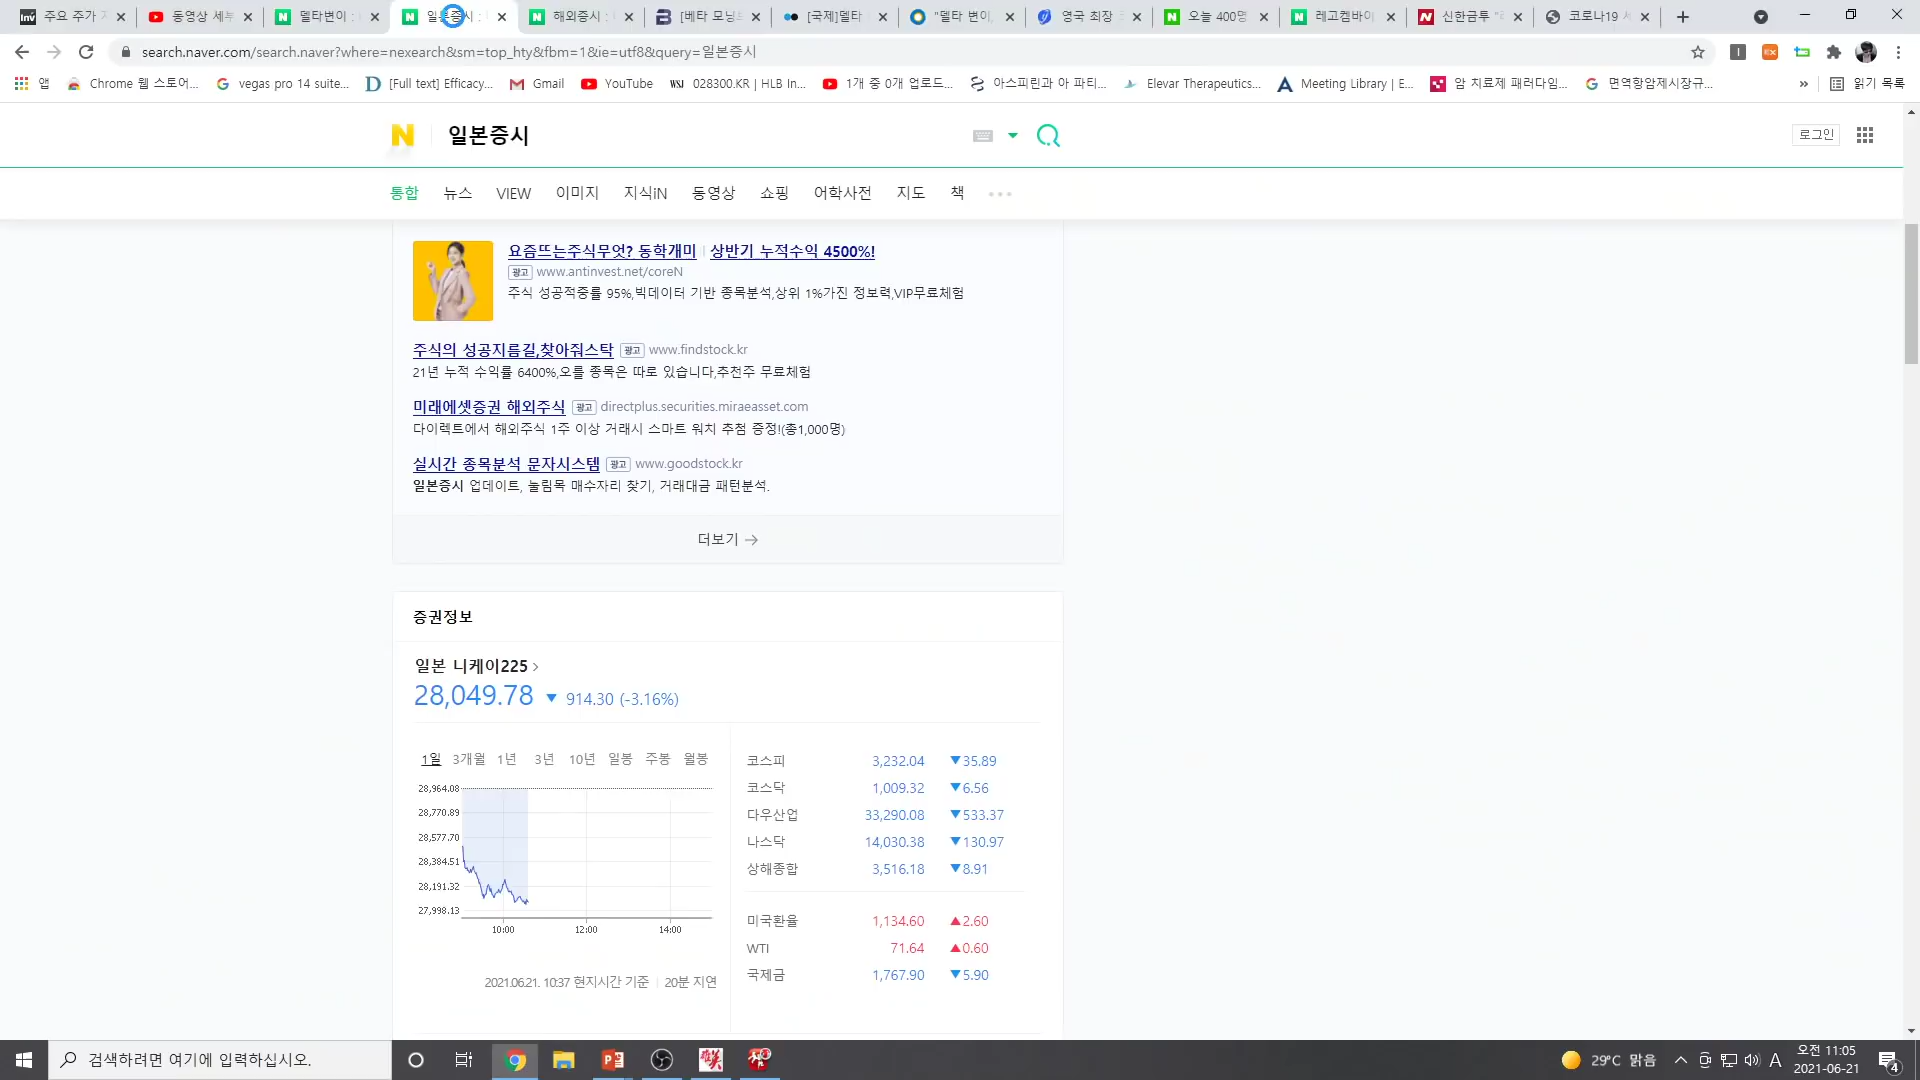 주요 주가 지
동영상 세부
델타변이 :
일본증시 :
해외증시 :
[베타 모닝
[국제]델타
"델타 변이,
영국 최장
오늘 400명
레고켐바이
신한금투 "
코로나19
search.naver.com/search.naver?where=nexearch&sm=top_hty&fbm=1&ie=utf8&query=일본증시
앱
Chrome 웹 스토어...
vegas pro 14 suite...
[Full text] Efficacy...
Gmail
YouTube
WSJ 028300.KR | HLB In...
1개 중 0개 업로드...
아스피린과 아 파티...
Elevar Therapeutics...
Meeting Library | E...
암 치료제 패러다임...
면역항암제시장규...
»
읽기 목록
N 일본증시
로그인
통합 뉴스 VIEW 이미지 지식iN 동영상 쇼핑 어학사전 지도 책
요즘뜨는주식무엇? 동학개미 | 상반기 누적수익 4500%!
광고 www.antinvest.net/coreN
주식 성공적중률 95%,빅데이터 기반 종목분석,상위 1%가진 정보력,VIP무료체험
주식의 성공지름길,찾아줘스탁 광고 www.findstock.kr
21년 누적 수익률 6400%,오를 종목은 따로 있습니다,추천주 무료체험
미래에셋증권 해외주식 광고 directplus.securities.miraeasset.com
다이렉트에서 해외주식 1주 이상 거래시 스마트 워치 추첨 증정!(총1,000명)
실시간 종목분석 문자시스템 광고 www.goodstock.kr
일본증시 업데이트, 눌림목 매수자리 찾기, 거래대금 패턴분석.
더보기 →
증권정보
일본 니케이225 >
28,049.78 ▼ 914.30 (-3.16%)
1일 3개월 1년 3년 10년 일봉 주봉 월봉
28,964.08
28,770.89
28,577.70
28,384.51
28,191.32
27,998.13
10:00 12:00 14:00
2021.06.21. 10:37 현지시간 기준 | 20분 지연
코스피 3,232.04 ▼35.89
코스닥 1,009.32 ▼6.56
다우산업 33,290.08 ▼533.37
나스닥 14,030.38 ▼130.97
상해종합 3,516.18 ▼8.91
미국환율 1,134.60 ▲2.60
WTI 71.64 ▲0.60
국제금 1,767.90 ▼5.90
검색하려면 여기에 입력하십시오.
29°C 맑음
A
오전 11:05
2021-06-21
4